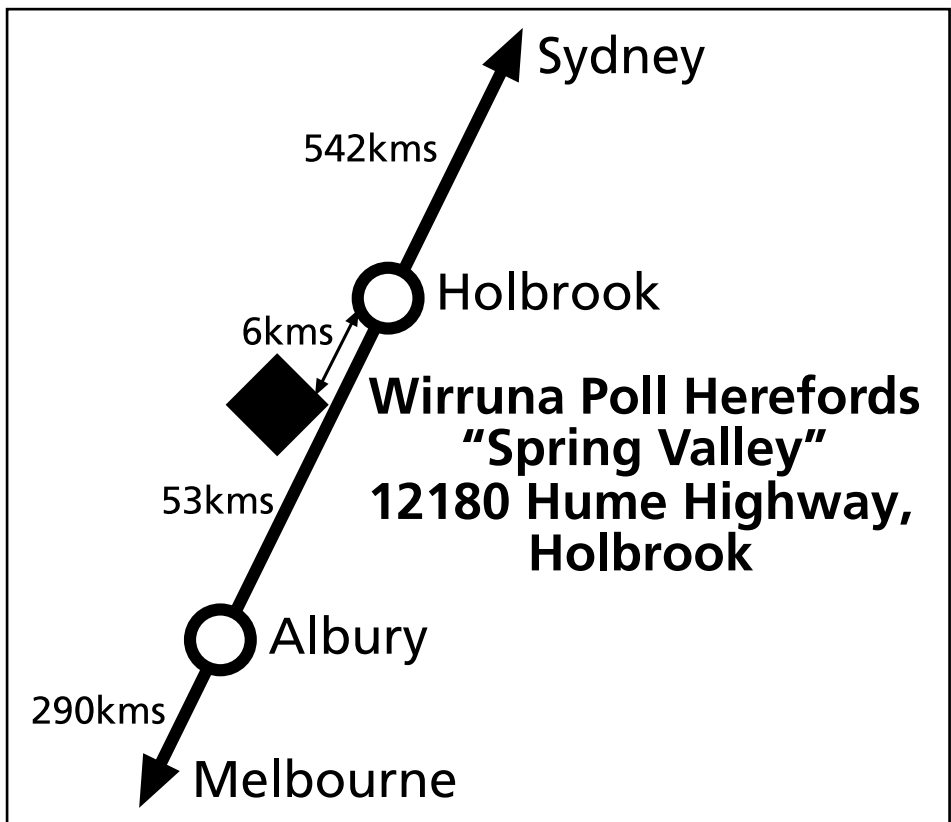 Sydney
542kms
Holbrook
6kms
Wirruna Poll Herefords
“Spring Valley”
12180 Hume Highway,
Holbrook
53kms
Albury
290kms
Melbourne